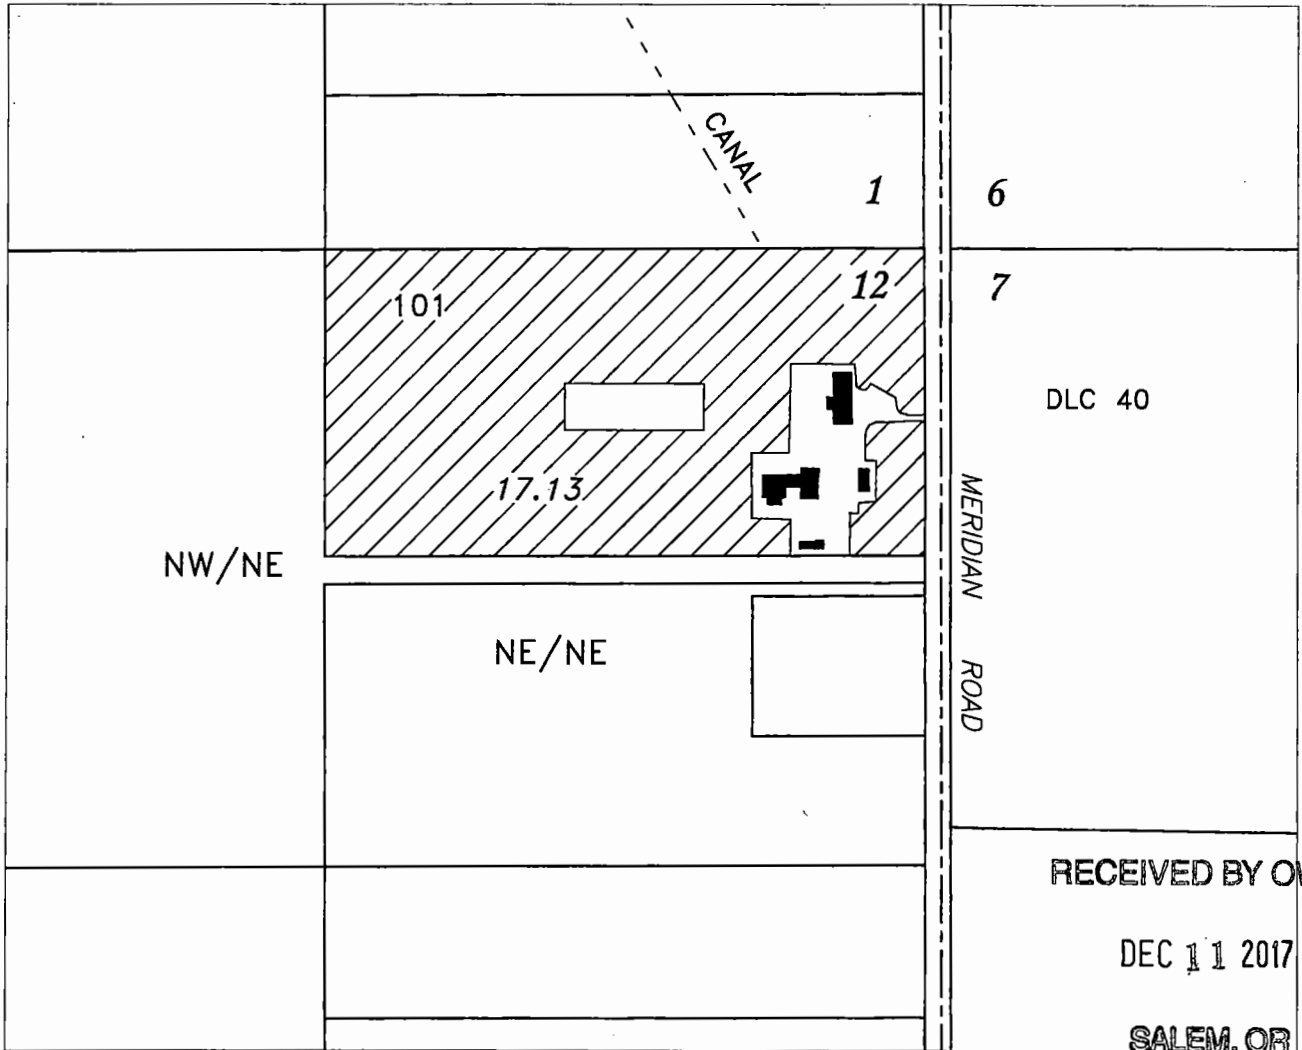 CANAL
1
6
12
7
101
DLC 40
17.13
MERIDIAN ROAD
NW/NE
NE/NE
RECEIVED BY
DEC 11 2017
SALEM, OR